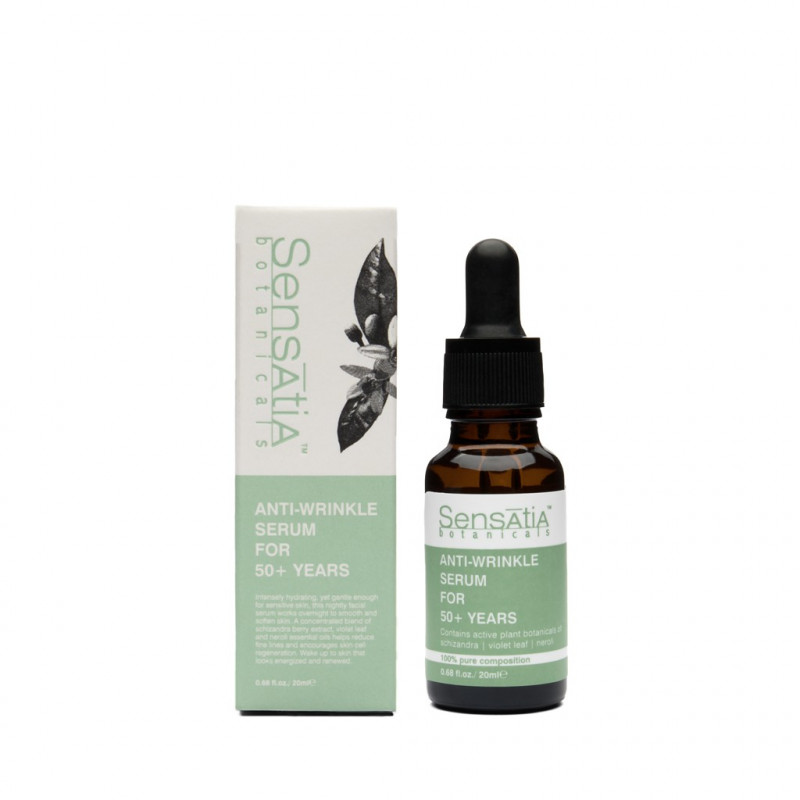 SensAtiA™
botanicals
ANTI-WRINKLE
SERUM
FOR
50+ YEARS
Intensely hydrating, yet gentle enough
for sensitive skin, this nightly facial
serum works overnight to smooth and
soften skin. A concentrated blend of
schizandra berry extract, violet leaf
and neroli essential oils helps reduce
fine lines and encourages skin cell
regeneration. Wake up to skin that
looks energized and renewed.
0.68 fl.oz./ 20ml℮
SensAtiA™
botanicals
ANTI-WRINKLE
SERUM
FOR
50+ YEARS
Contains active plant botanicals of
schizandra | violet leaf | neroli
100% pure composition
0.68 fl.oz./ 20ml℮